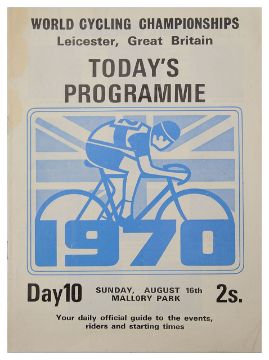 WORLD CYCLING CHAMPIONSHIPS
Leicester, Great Britain
TODAY'S
PROGRAMME
1970
Day10 SUNDAY, AUGUST 16th 2s.
MALLORY PARK
Your daily official guide to the events,
riders and starting times